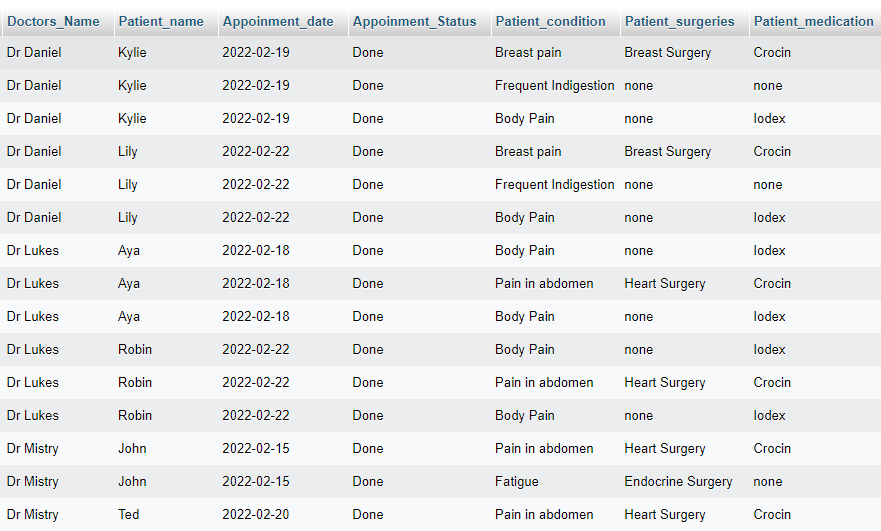 Doctors_Name Patient_name Appoinment_date Appoinment_Status Patient_condition Patient_surgeries Patient_medication
Dr Daniel Kylie 2022-02-19 Done Breast pain Breast Surgery Crocin
Dr Daniel Kylie 2022-02-19 Done Frequent Indigestion none none
Dr Daniel Kylie 2022-02-19 Done Body Pain none Iodex
Dr Daniel Lily 2022-02-22 Done Breast pain Breast Surgery Crocin
Dr Daniel Lily 2022-02-22 Done Frequent Indigestion none none
Dr Daniel Lily 2022-02-22 Done Body Pain none Iodex
Dr Lukes Aya 2022-02-18 Done Body Pain none Iodex
Dr Lukes Aya 2022-02-18 Done Pain in abdomen Heart Surgery Crocin
Dr Lukes Aya 2022-02-18 Done Body Pain none Iodex
Dr Lukes Robin 2022-02-22 Done Body Pain none Iodex
Dr Lukes Robin 2022-02-22 Done Pain in abdomen Heart Surgery Crocin
Dr Lukes Robin 2022-02-22 Done Body Pain none Iodex
Dr Mistry John 2022-02-15 Done Pain in abdomen Heart Surgery Crocin
Dr Mistry John 2022-02-15 Done Fatigue Endocrine Surgery none
Dr Mistry Ted 2022-02-20 Done Pain in abdomen Heart Surgery Crocin